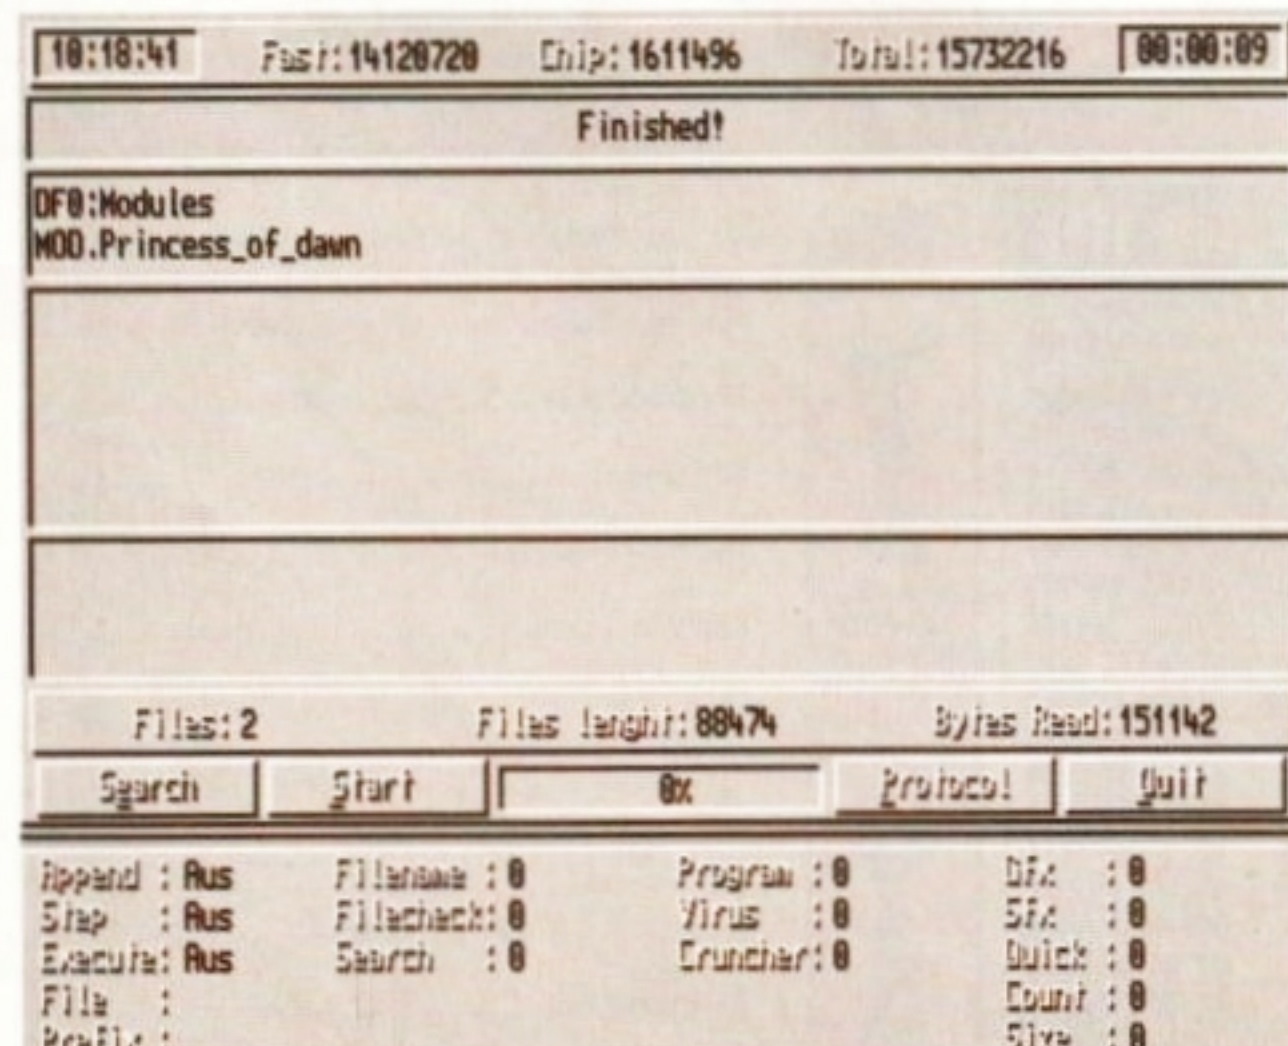 10:18:41 Fast:14120720 Chip:1611496 Total:15732216 00:00:09
Finished!
DF0:Modules
MOD.Princess_of_dawn
Files:2 Files lenght:88474 Bytes Read:151142
Search Start 0% Protocol Quit
Append :Aus Filename :0 Program :0 DFx :0
Step :Aus Filecheck:0 Virus :0 SFx :0
Execute:Aus Search :0 Cruncher:0 Quick :0
File : Count :0
Prefix : Size :0